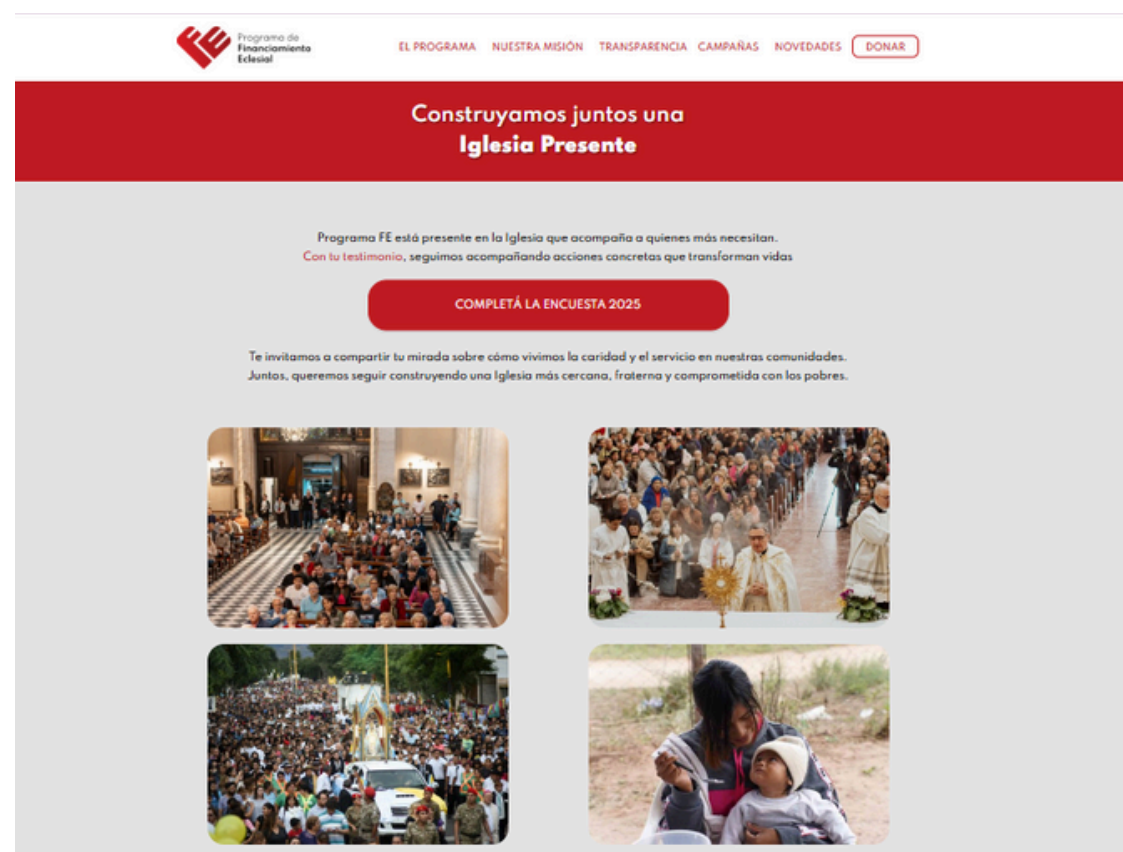 Programa de
Financiamiento
Eclesial
EL PROGRAMA NUESTRA MISIÓN TRANSPARENCIA CAMPAÑAS NOVEDADES DONAR
Construyamos juntos una
Iglesia Presente
Programa FE está presente en la Iglesia que acompaña a quienes más necesitan.
Con tu testimonio, seguimos acompañando acciones concretas que transforman vidas
COMPLETÁ LA ENCUESTA 2025
Te invitamos a compartir tu mirada sobre cómo vivimos la caridad y el servicio en nuestras comunidades.
Juntos, queremos seguir construyendo una Iglesia más cercana, fraterna y comprometida con los pobres.